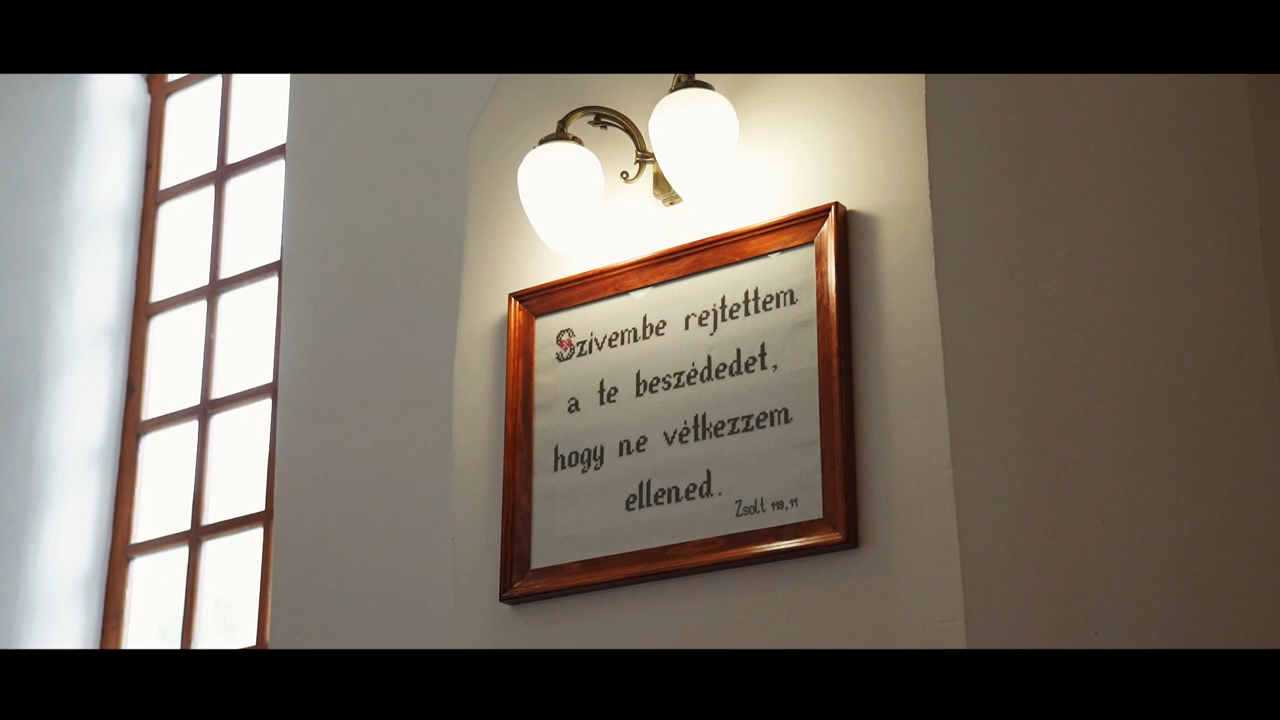 Szivembe rejtettem
a te beszédedet,
hogy ne vétkezzem
ellened.
Zsolt 119,11